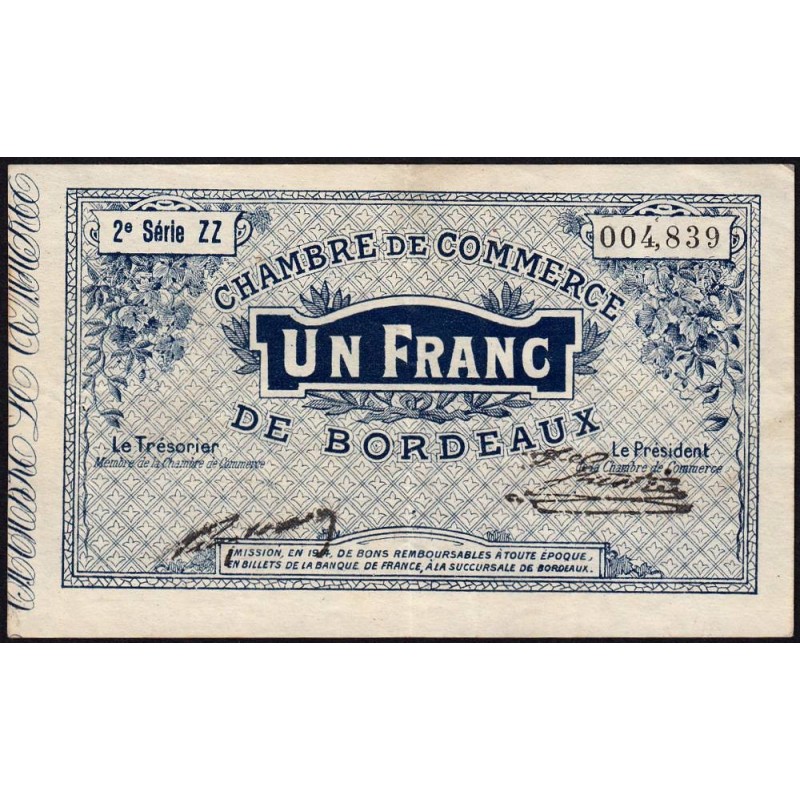 2e Série ZZ
004,839
CHAMBRE DE COMMERCE
UN FRANC
DE BORDEAUX
Le Trésorier
Membre de la Chambre de Commerce
Le Président
de la Chambre de Commerce
ÉMISSION, EN 1914, DE BONS REMBOURSABLES À TOUTE ÉPOQUE,
EN BILLETS DE LA BANQUE DE FRANCE, À LA SUCCURSALE DE BORDEAUX.